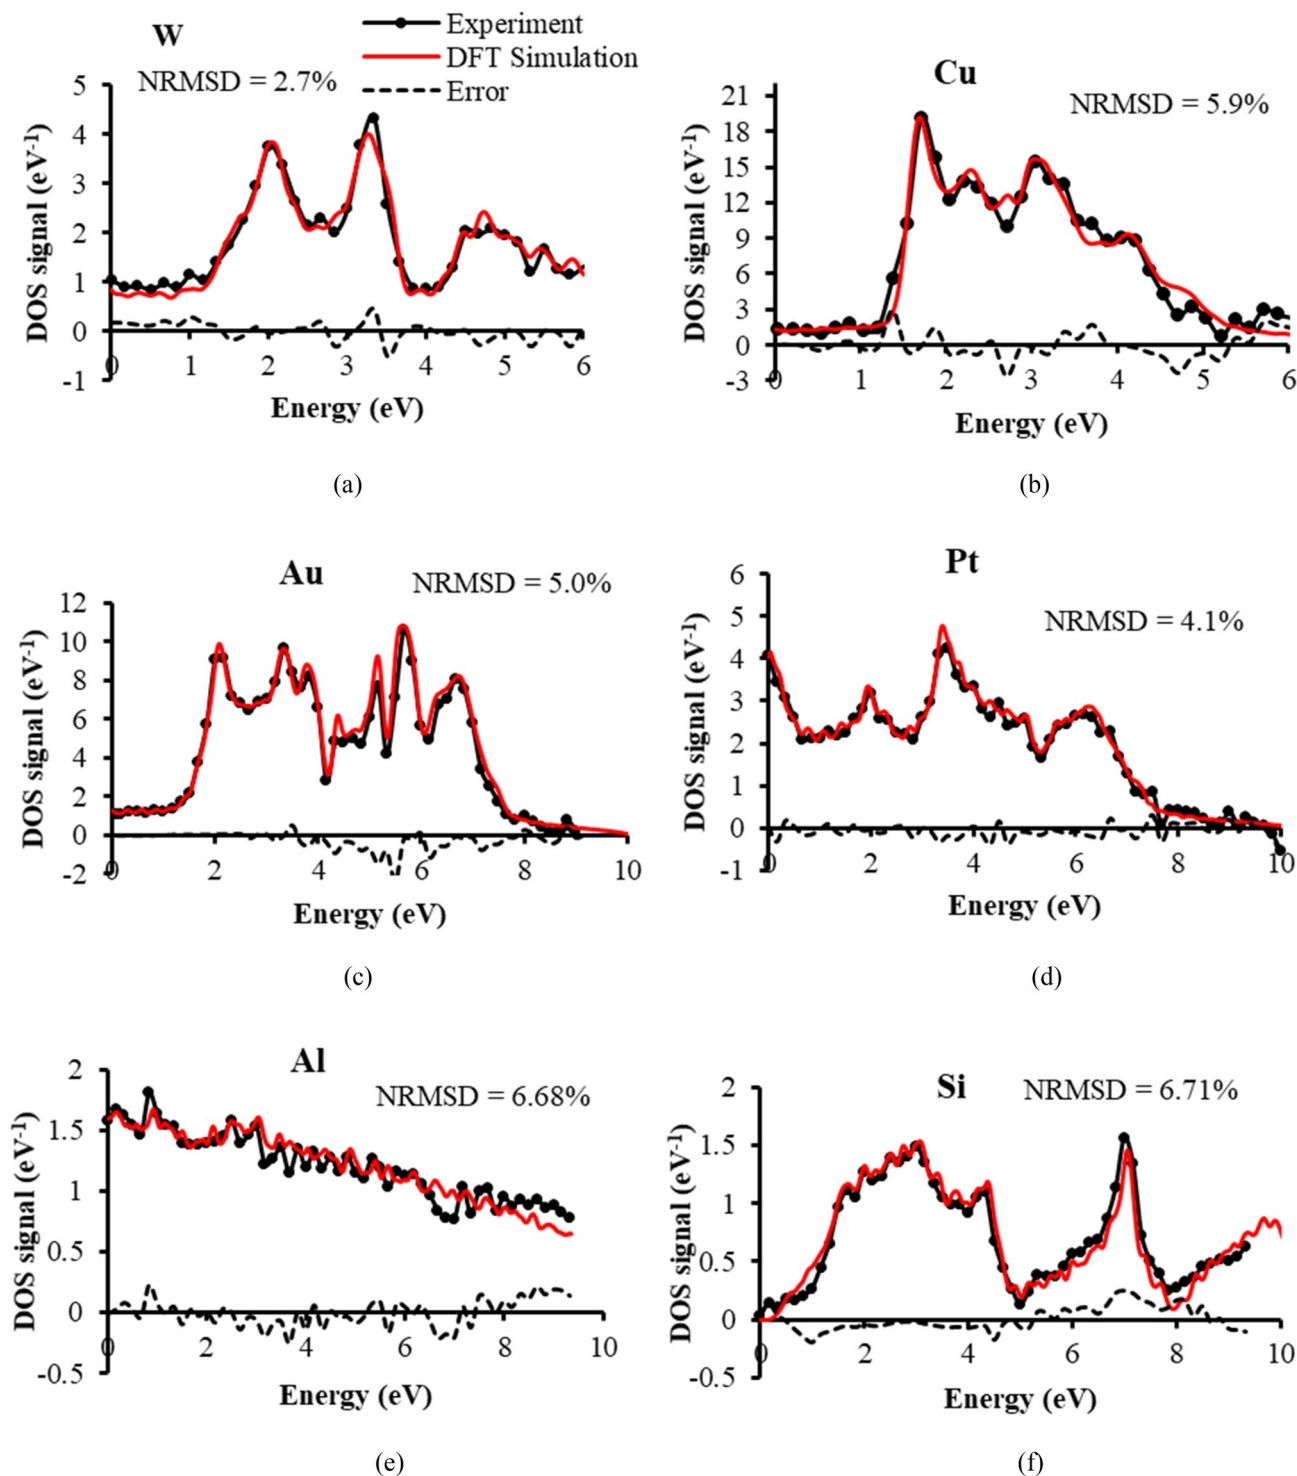 W
Experiment
DFT Simulation
Error
NRMSD = 2.7%
DOS signal (eV-1)
5
4
3
2
1
0
-1
0 1 2 3 4 5 6
Energy (eV)
(a)
Cu
NRMSD = 5.9%
DOS signal (eV-1)
21
18
15
12
9
6
3
0
-3
0 1 2 3 4 5 6
Energy (eV)
(b)
Au
NRMSD = 5.0%
DOS signal (eV-1)
12
10
8
6
4
2
0
-2
0 2 4 6 8 10
Energy (eV)
(c)
Pt
NRMSD = 4.1%
DOS signal (eV-1)
6
5
4
3
2
1
0
-1
0 2 4 6 8 10
Energy (eV)
(d)
Al
NRMSD = 6.68%
DOS signal (eV-1)
2
1.5
1
0.5
0
-0.5
0 2 4 6 8 10
Energy (eV)
(e)
Si
NRMSD = 6.71%
DOS signal (eV-1)
2
1.5
1
0.5
0
-0.5
0 2 4 6 8 10
Energy (eV)
(f)